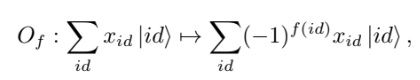 $O_f : \sum_{id} x_{id} |id\rangle \mapsto \sum_{id} (-1)^{f(id)} x_{id} |id\rangle ,$